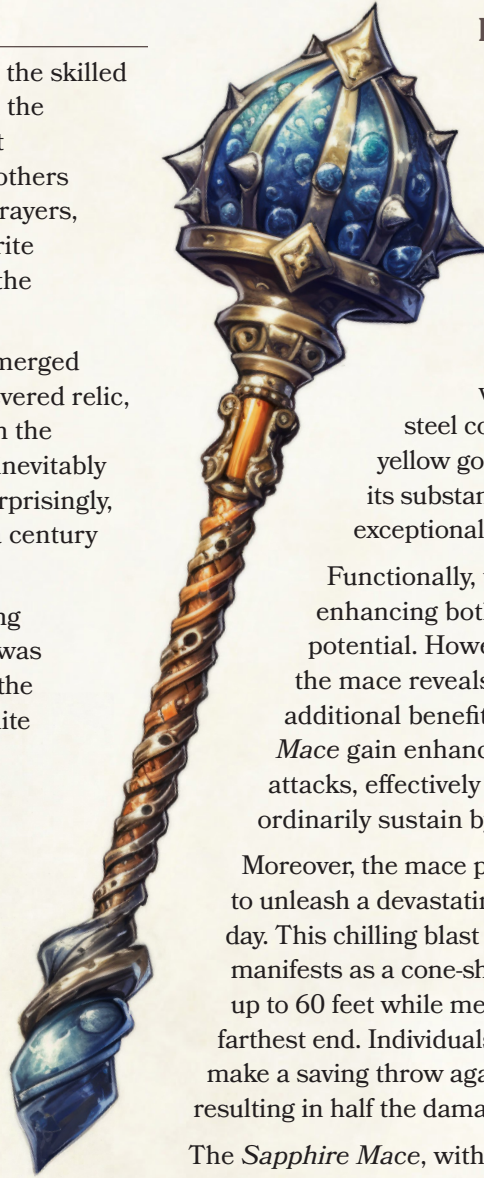 the skilled
the
t
others
rayers,
rite
the
merged
vered relic,
n the
inevitably
rprisingly,
century
ng
was
the
ite
steel co
yellow go
its substan
exceptional
Functionally, t
enhancing both
potential. Howe
the mace reveals
additional benefit
Mace gain enhanc
attacks, effectively
ordinarily sustain b
Moreover, the mace p
to unleash a devastatin
day. This chilling blast
manifests as a cone-sh
up to 60 feet while me
farthest end. Individuals
make a saving throw aga
resulting in half the dama
The Sapphire Mace, with